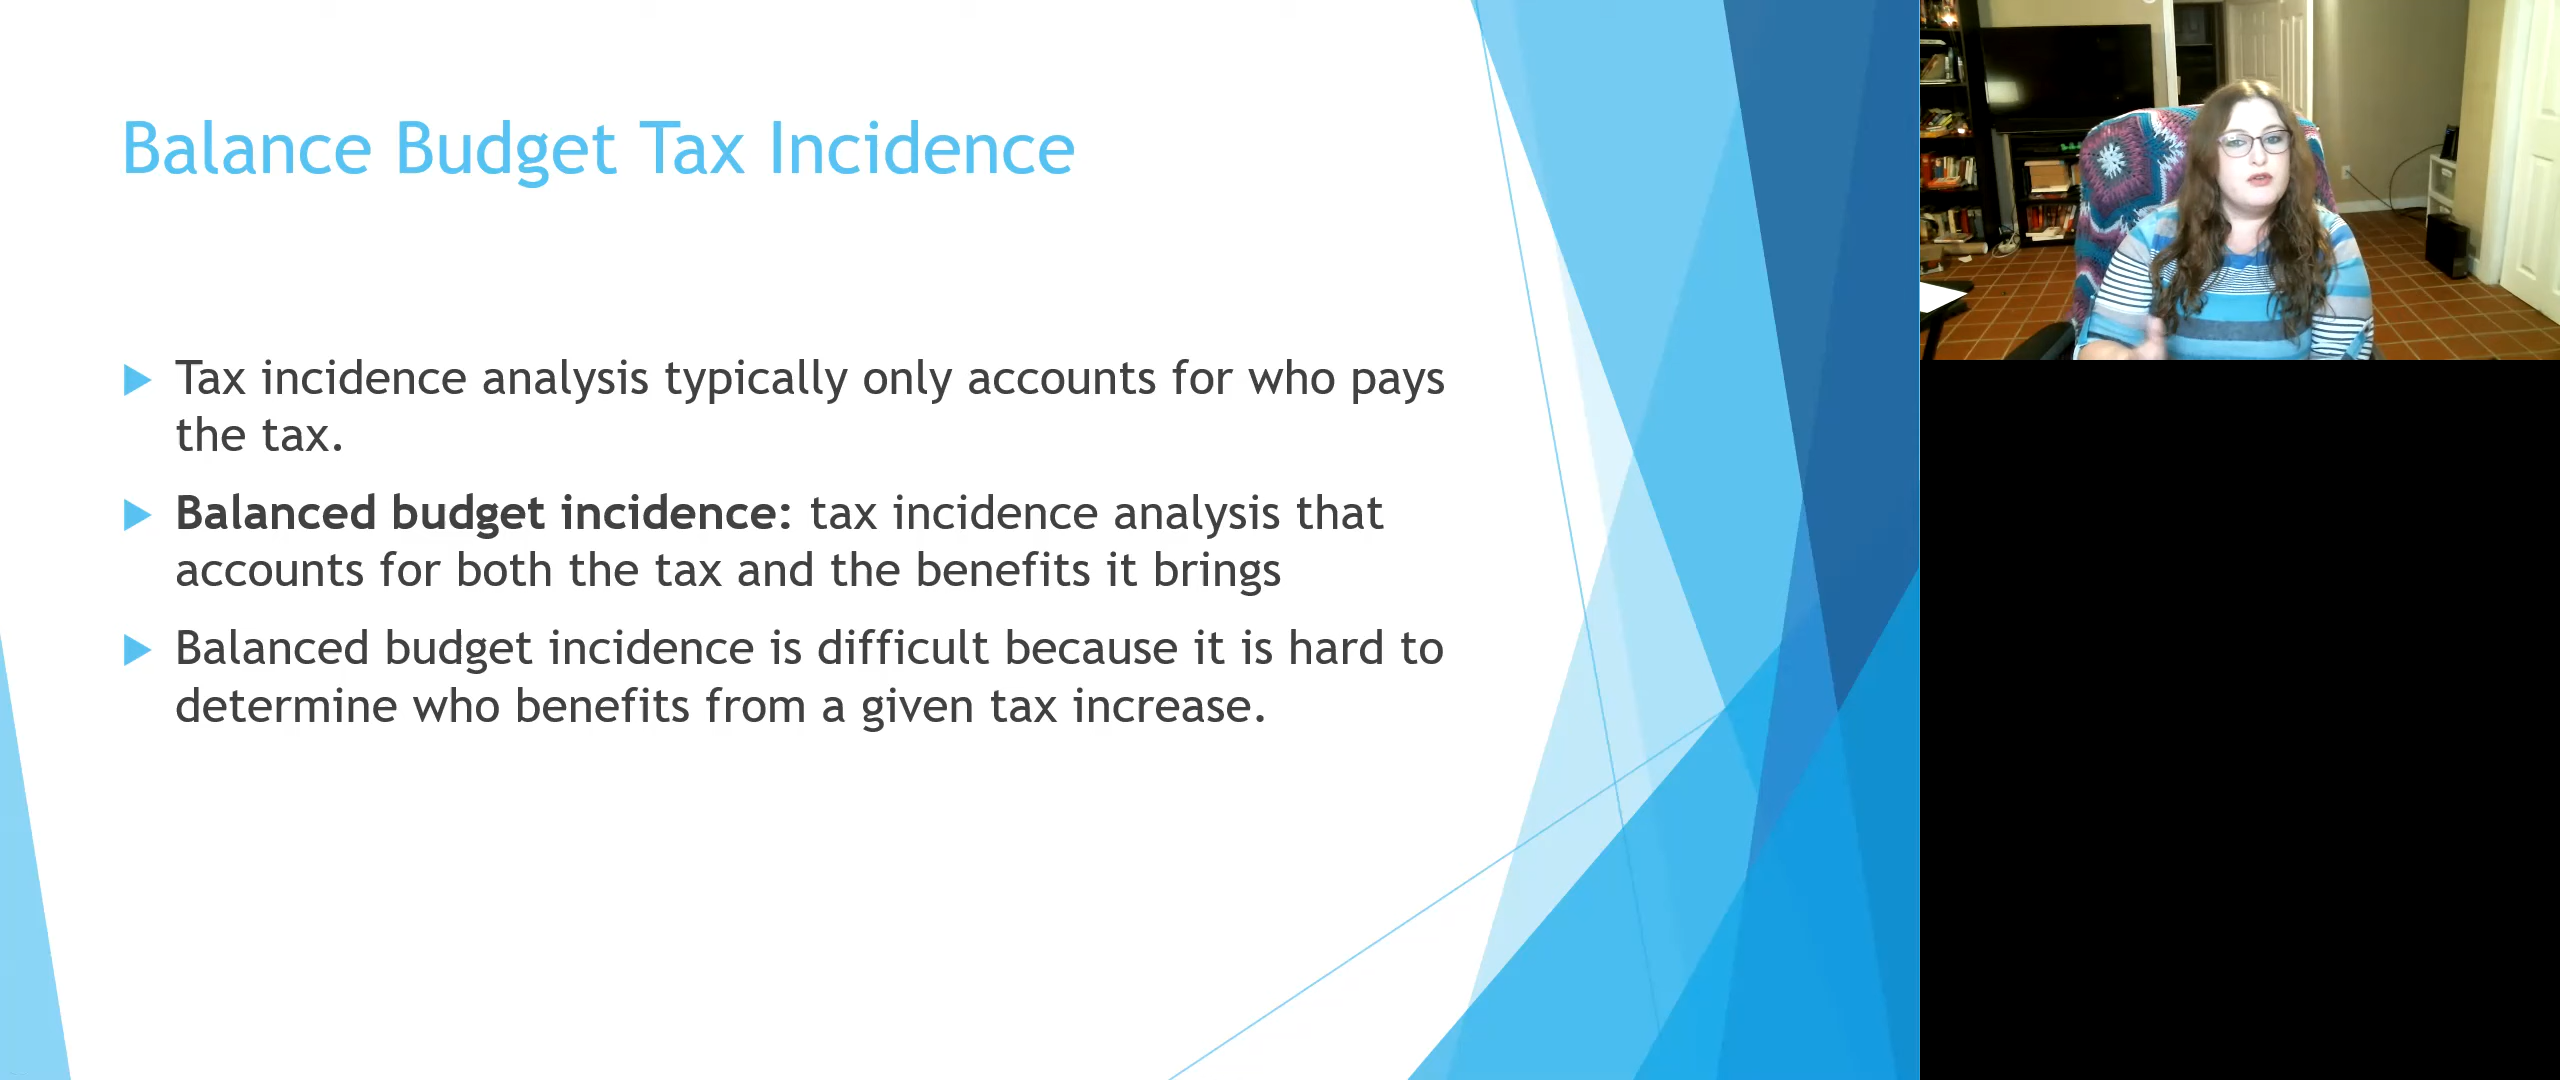 Balance Budget Tax Incidence
Tax incidence analysis typically only accounts for who pays
the tax.
Balanced budget incidence: tax incidence analysis that
accounts for both the tax and the benefits it brings
Balanced budget incidence is difficult because it is hard to
determine who benefits from a given tax increase.